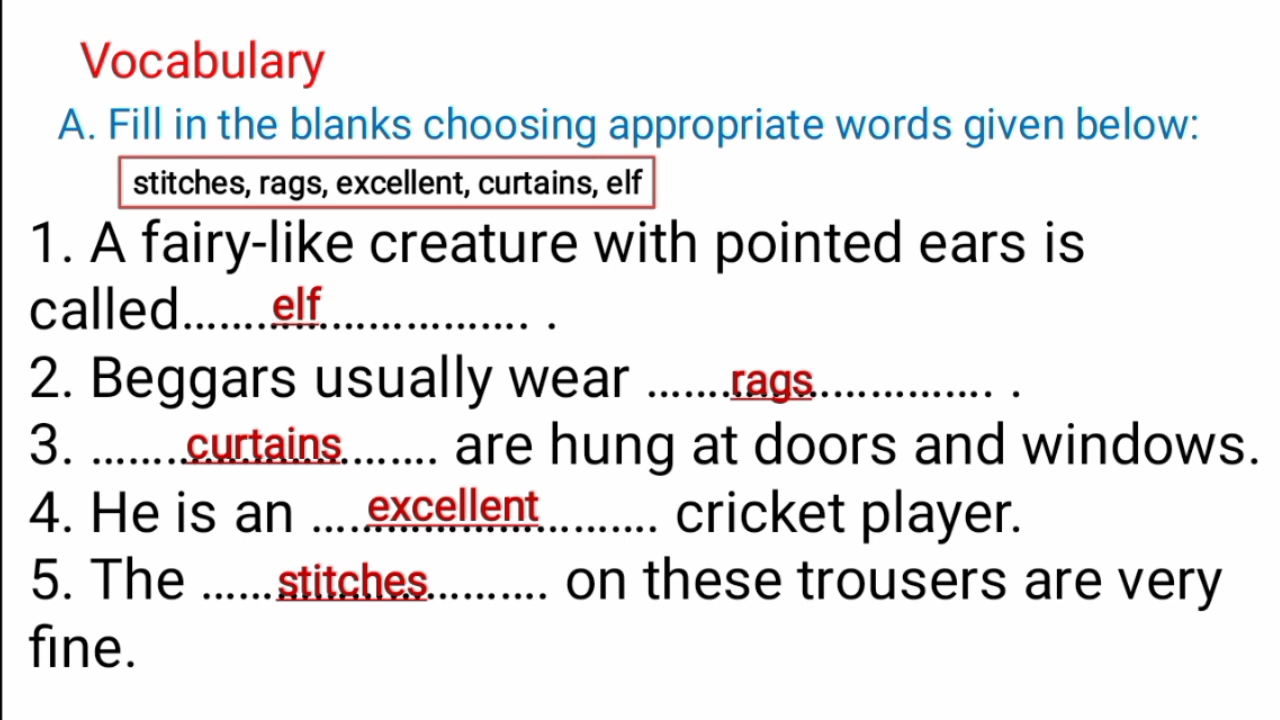 Vocabulary
A. Fill in the blanks choosing appropriate words given below:
stitches, rags, excellent, curtains, elf
1. A fairy-like creature with pointed ears is
called.......elf.................... .
2. Beggars usually wear .......rags................. .
3. ........curtains........ are hung at doors and windows.
4. He is an ....excellent.......... cricket player.
5. The ......stitches.......... on these trousers are very
fine.